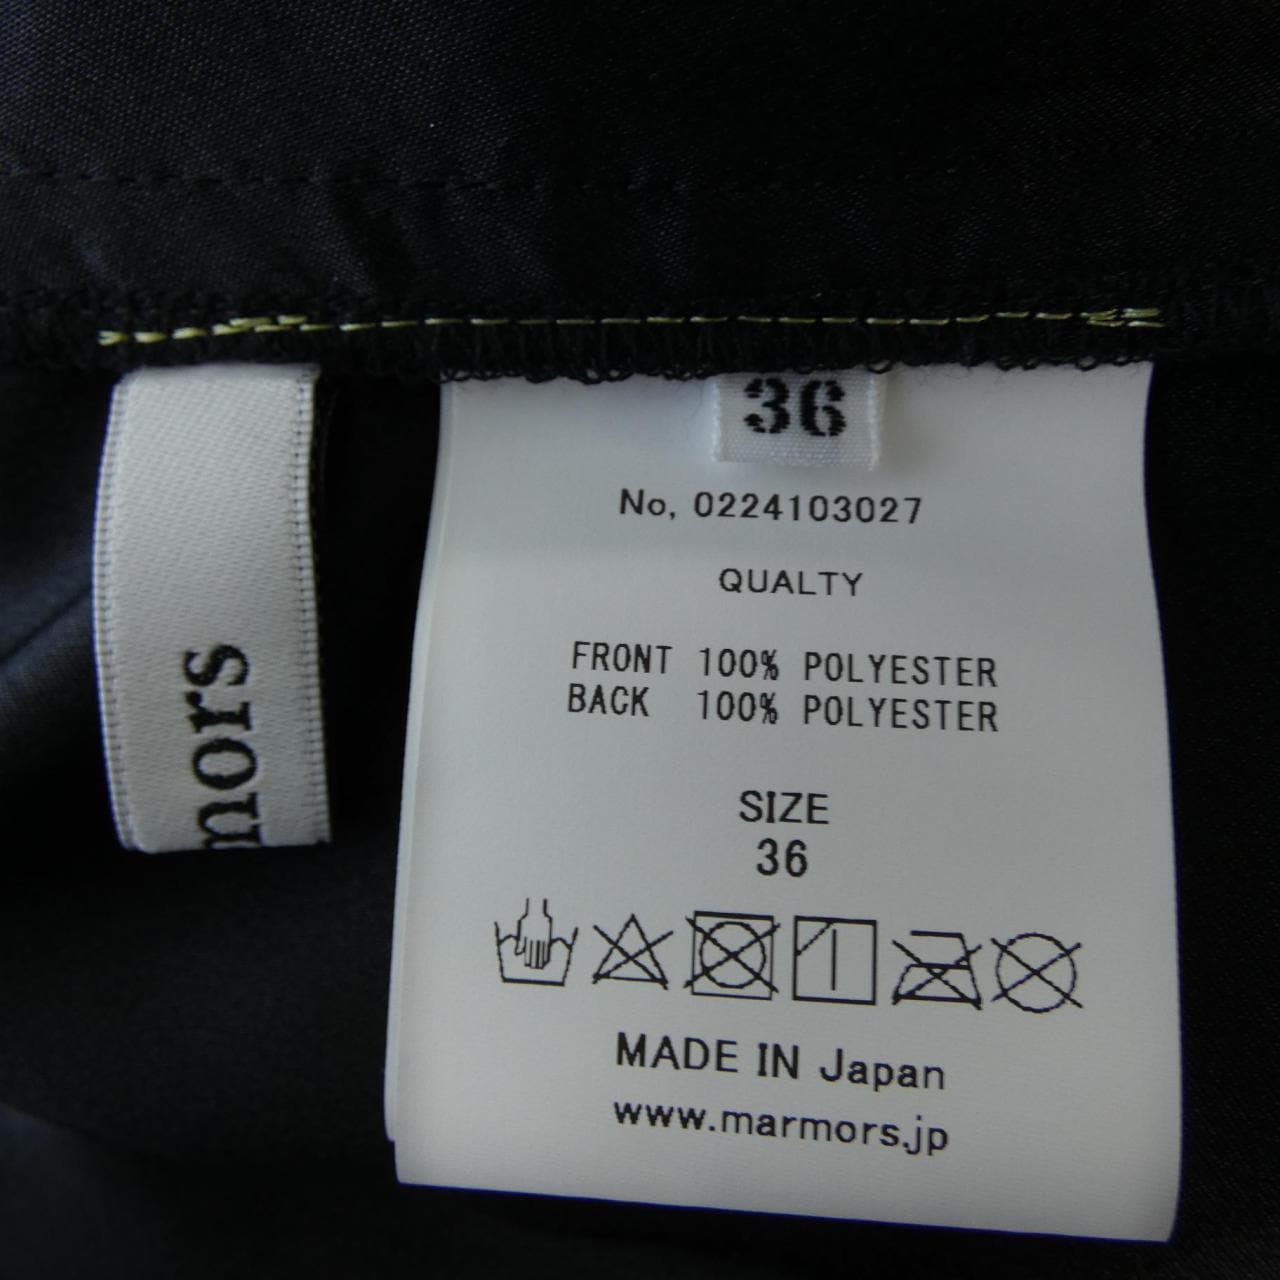 mors
36
No, 0224103027
QUALTY
FRONT 100% POLYESTER
BACK 100% POLYESTER
SIZE
36
MADE IN Japan
www.marmors.jp